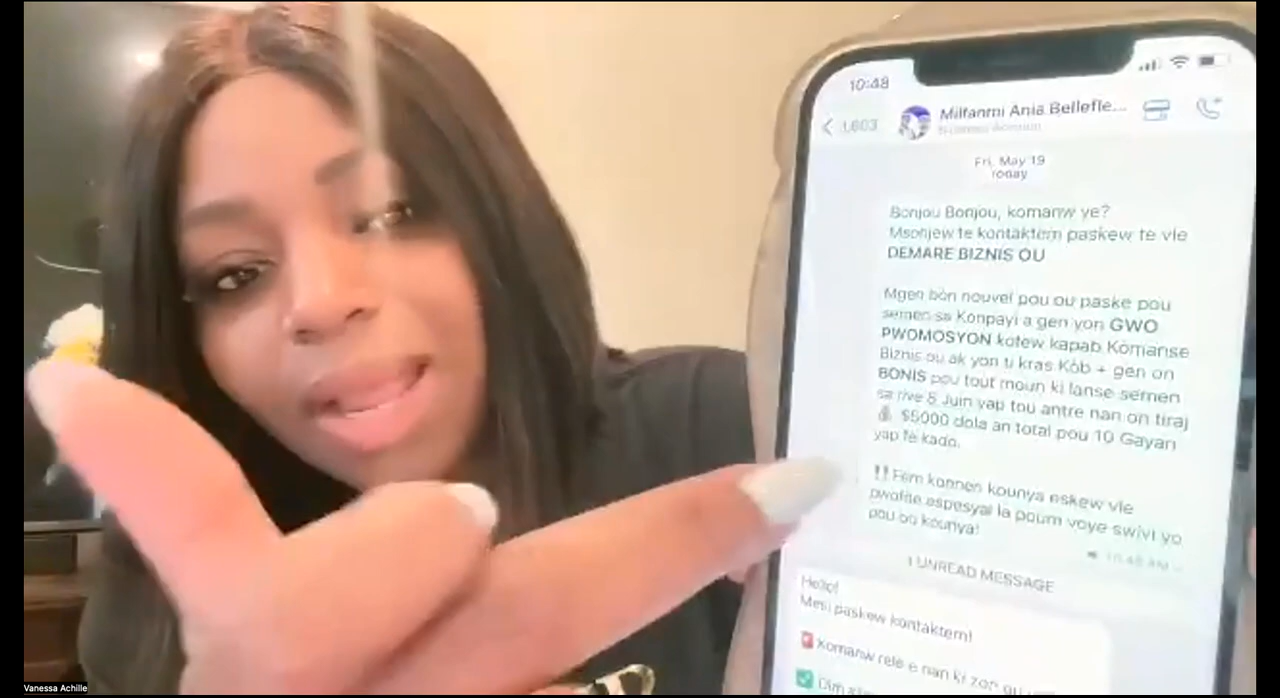 10:48
1,603
Milfanmi Ania Bellefle...
Business Account
Fri, May 19
Today
Bonjou Bonjou, komanw ye?
Msonjew te kontaktem paskew te vle
DEMARE BIZNIS OU
Mgen bòn nouvel pou ou paske pou
semen sa Konpayi a gen yon GWO
PWOMOSYON kotew kapab Komanse
Biznis ou ak yon ti kras Kòb + gen on
BONIS pou tout moun ki lanse semen
sa rive 8 Juin yap tou antre nan on tiraj
💰 $5000 dola an total pou 10 Gayan
yap fè kado.
‼️Fèm konnen kounya eskew vle
pwofite espesyal la poum voye swivi yo
pou ou kounya!
10:48 AM
1 UNREAD MESSAGE
Hello!
Mesi paskew kontaktem!
🚨 Komanw rele e nan ki zon ou
✅ Dim
Vanessa Achille